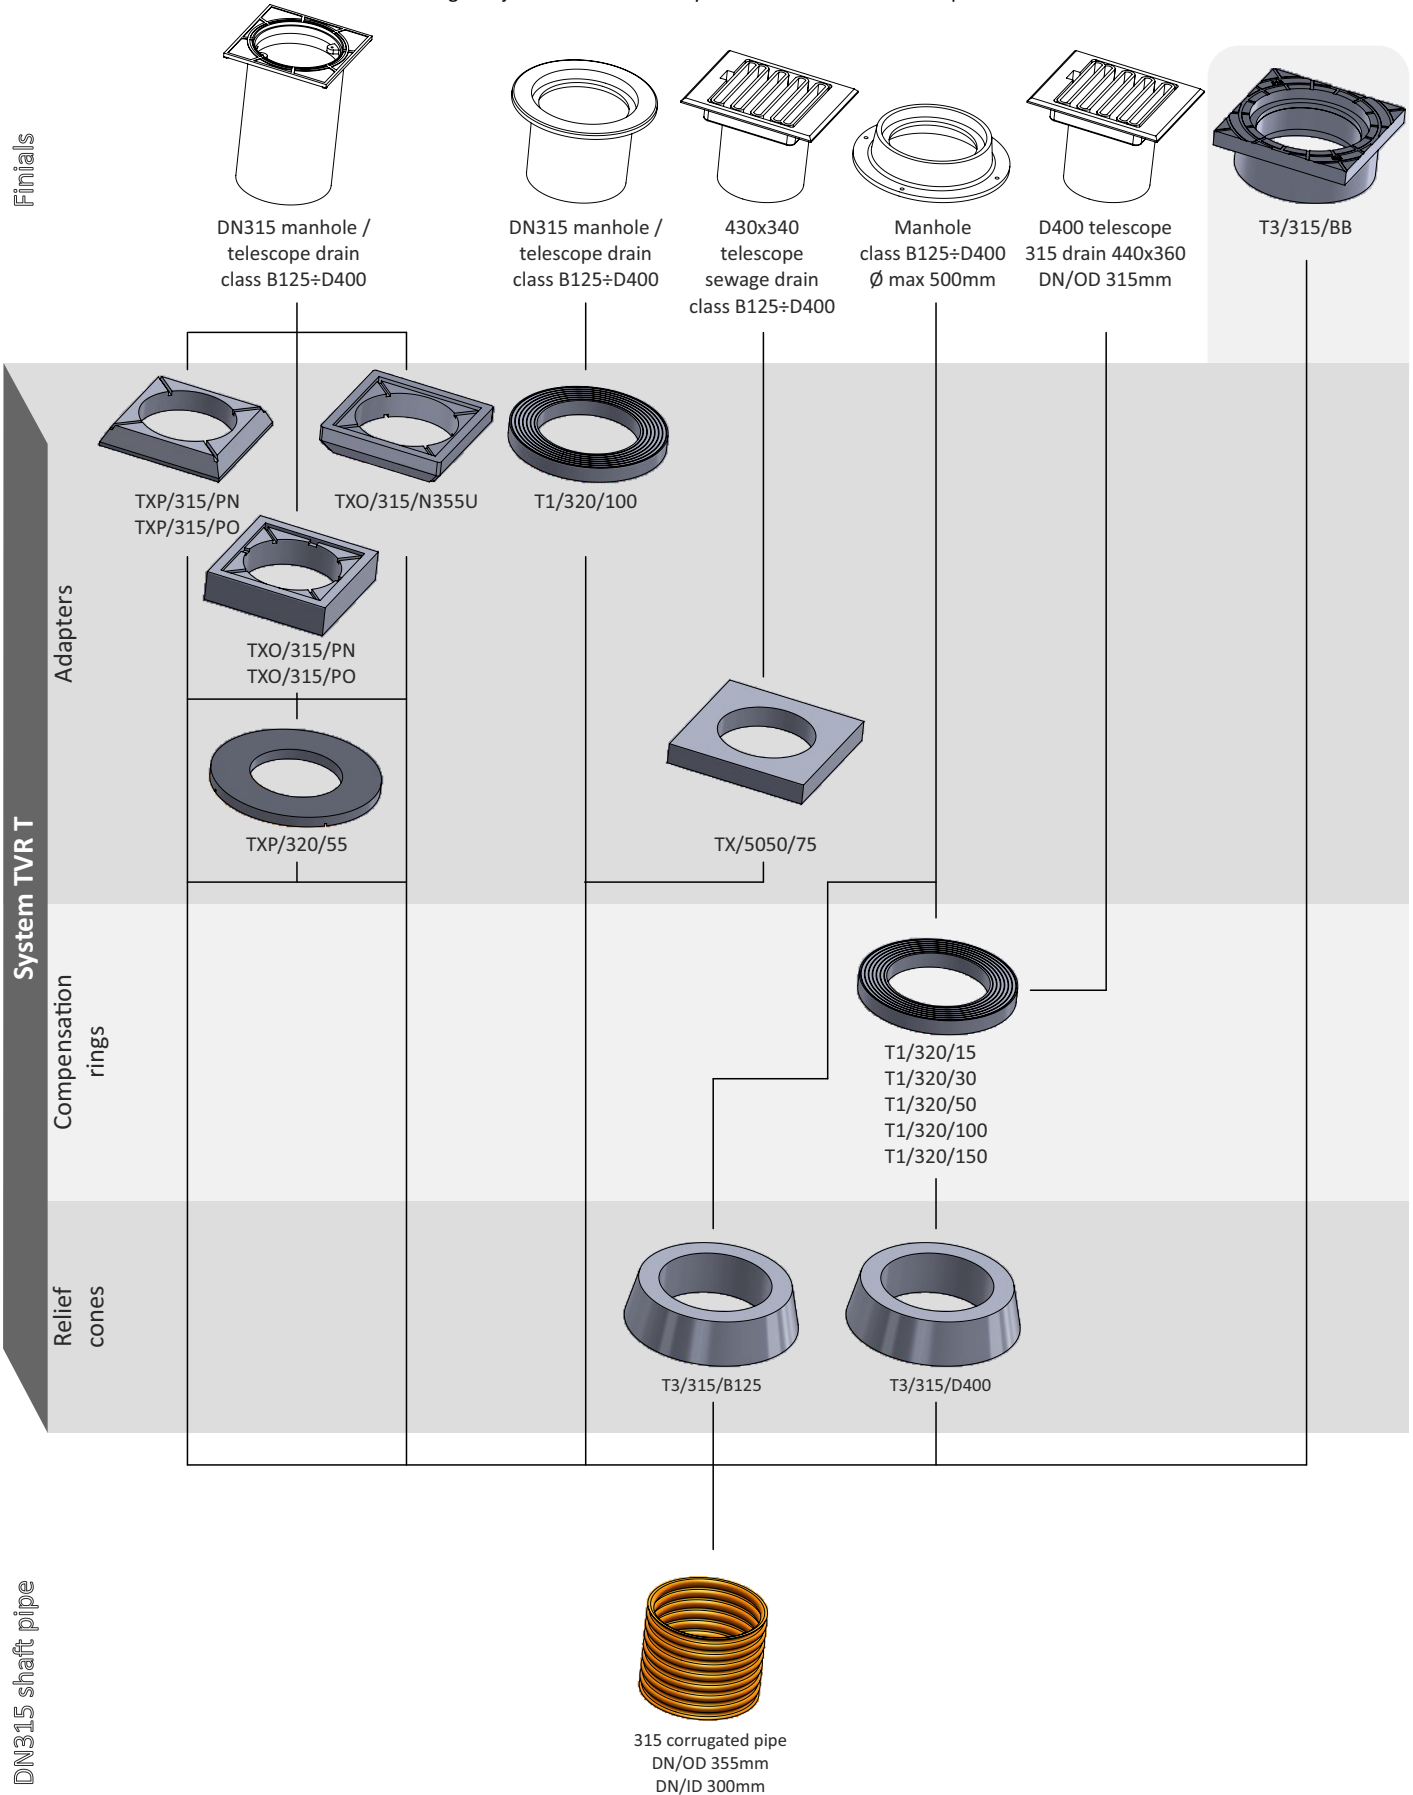 Finials
DN315 manhole /
telescope drain
class B125÷D400
DN315 manhole /
telescope drain
class B125÷D400
430x340
telescope
sewage drain
class B125÷D400
Manhole
class B125÷D400
Ø max 500mm
D400 telescope
315 drain 440x360
DN/OD 315mm
T3/315/BB
System TVR T
Adapters
TXP/315/PN
TXP/315/PO
TXO/315/N355U
T1/320/100
TXO/315/PN
TXO/315/PO
TXP/320/55
TX/5050/75
Compensation
rings
T1/320/15
T1/320/30
T1/320/50
T1/320/100
T1/320/150
Relief
cones
T3/315/B125
T3/315/D400
DN315 shaft pipe
315 corrugated pipe
DN/OD 355mm
DN/ID 300mm